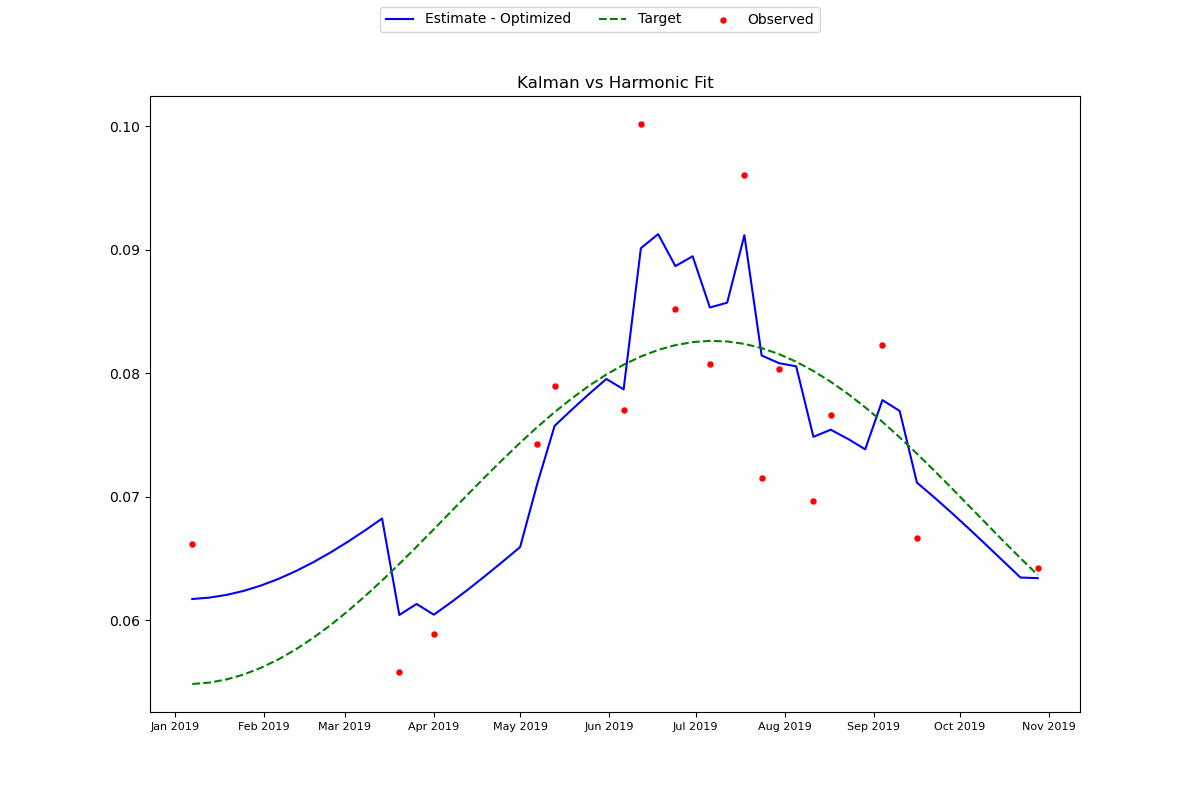 Estimate - Optimized Target Observed
Kalman vs Harmonic Fit
0.10
0.09
0.08
0.07
0.06
Jan 2019 Feb 2019 Mar 2019 Apr 2019 May 2019 Jun 2019 Jul 2019 Aug 2019 Sep 2019 Oct 2019 Nov 2019